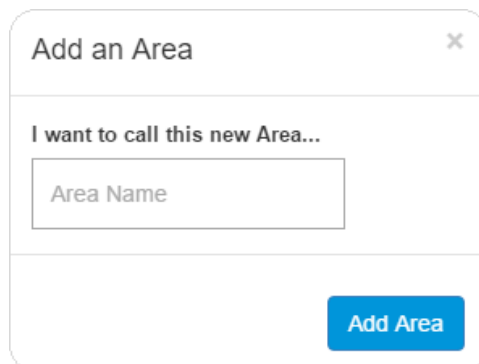 Add an Area ×
I want to call this new Area...
Area Name
Add Area